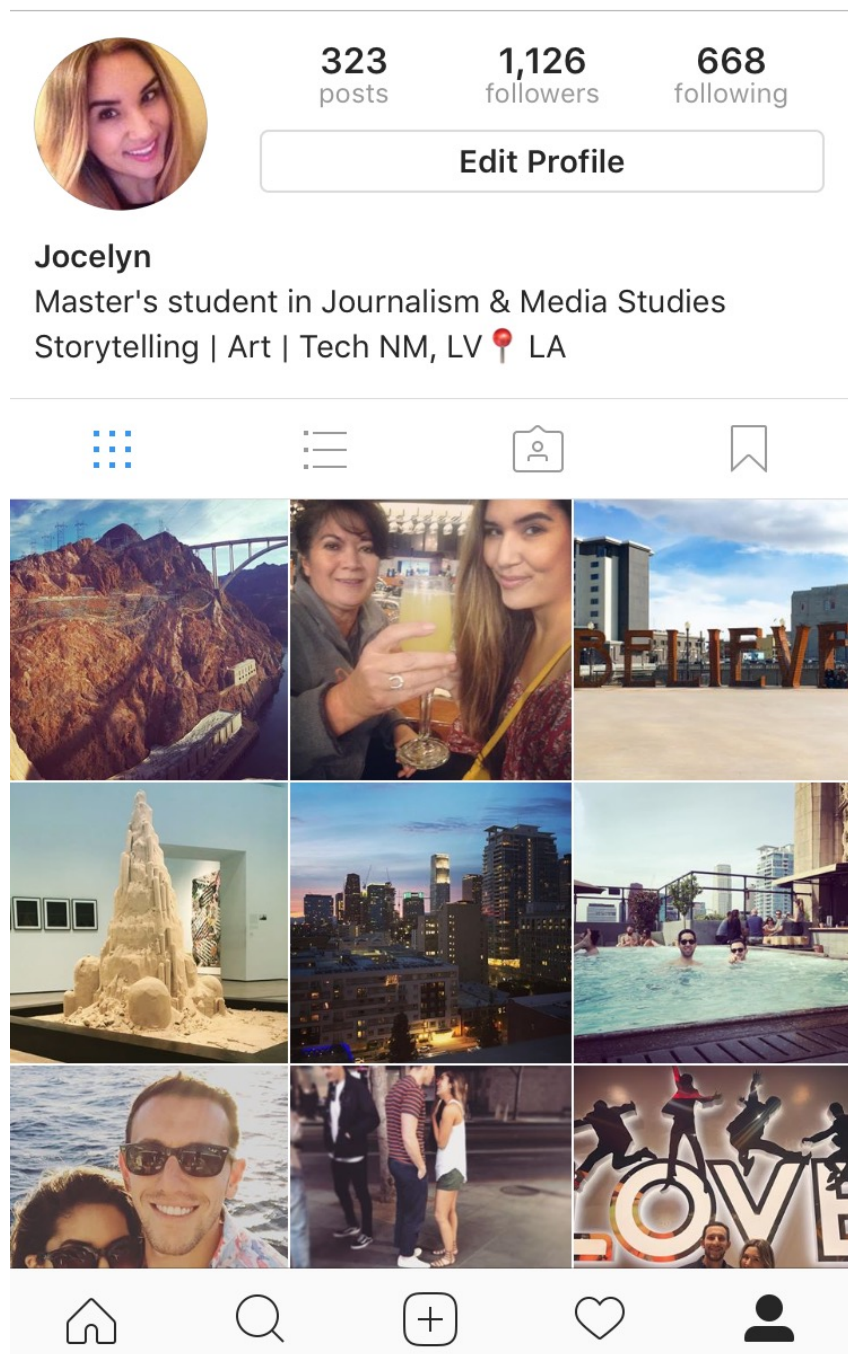 323 1,126 668
posts followers following
Edit Profile
Jocelyn
Master's student in Journalism & Media Studies
Storytelling | Art | Tech NM, LV📍 LA
BELIEVE
LOVE